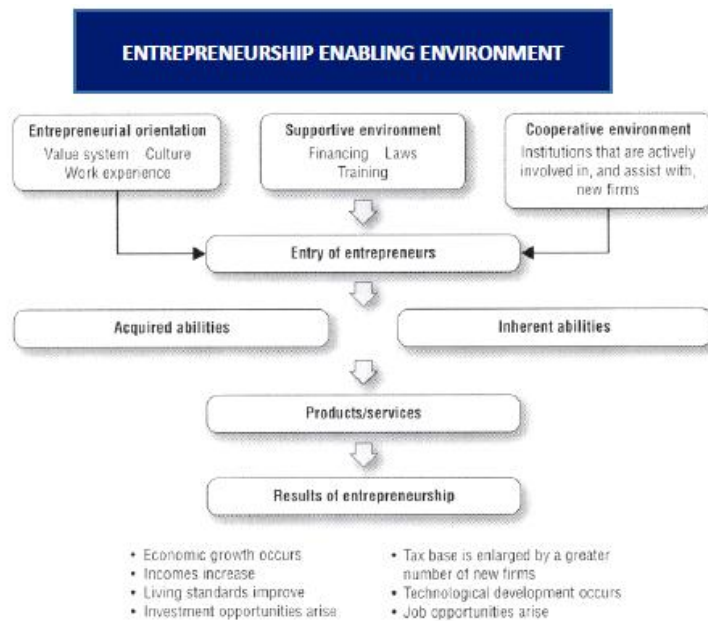 ENTREPRENEURSHIP ENABLING ENVIRONMENT
Entrepreneurial orientation
Value system Culture
Work experience
Supportive environment
Financing Laws
Training
Cooperative environment
Institutions that are actively
involved in, and assist with,
new firms
Entry of entrepreneurs
Acquired abilities
Inherent abilities
Products/services
Results of entrepreneurship
• Economic growth occurs
• Incomes increase
• Living standards improve
• Investment opportunities arise
• Tax base is enlarged by a greater
number of new firms
• Technological development occurs
• Job opportunities arise